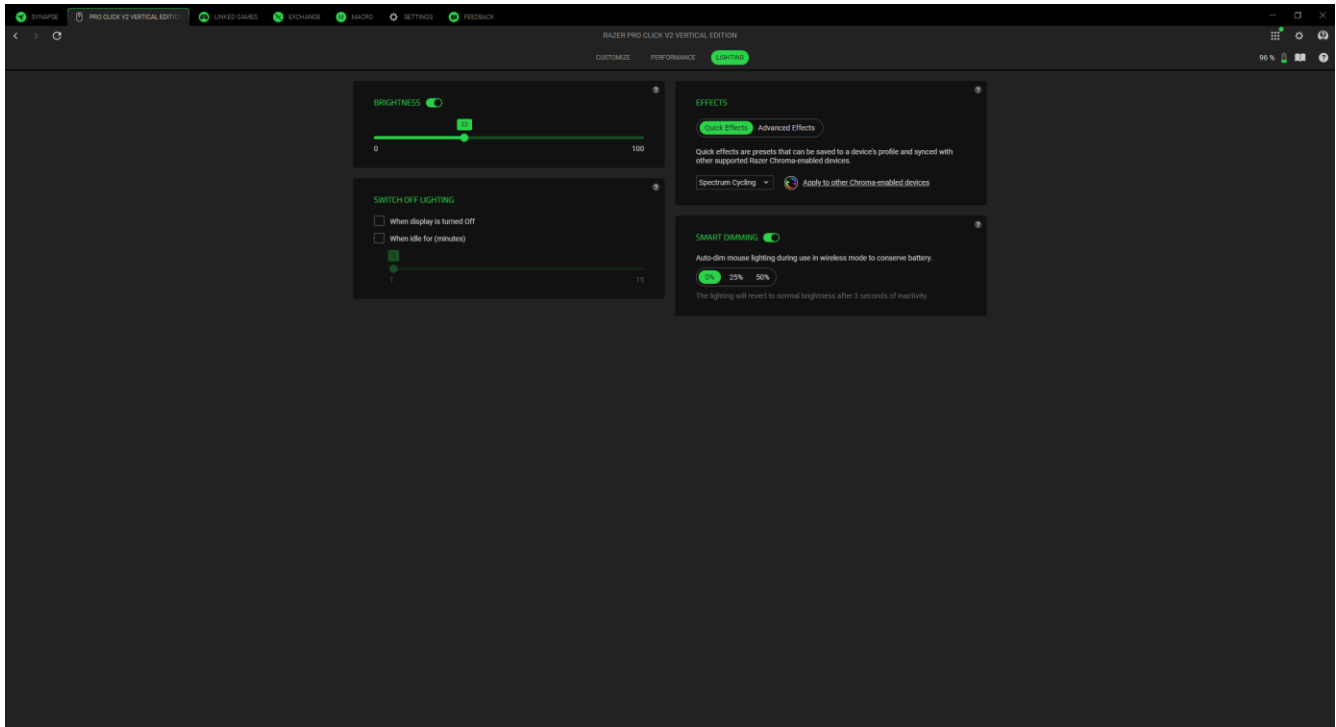 SYNAPSE
PRO CLICK V2 VERTICAL EDITIO
LINKED GAMES
EXCHANGE
MACRO
SETTINGS
FEEDBACK
RAZER PRO CLICK V2 VERTICAL EDITION
CUSTOMIZE PERFORMANCE LIGHTING
96 %
BRIGHTNESS
33
0 100
SWITCH OFF LIGHTING
When display is turned Off
When idle for (minutes)
1
1 15
EFFECTS
Quick Effects Advanced Effects
Quick effects are presets that can be saved to a device's profile and synced with
other supported Razer Chroma-enabled devices.
Spectrum Cycling Apply to other Chroma-enabled devices
SMART DIMMING
Auto-dim mouse lighting during use in wireless mode to conserve battery.
0% 25% 50%
The lighting will revert to normal brightness after 3 seconds of inactivity.